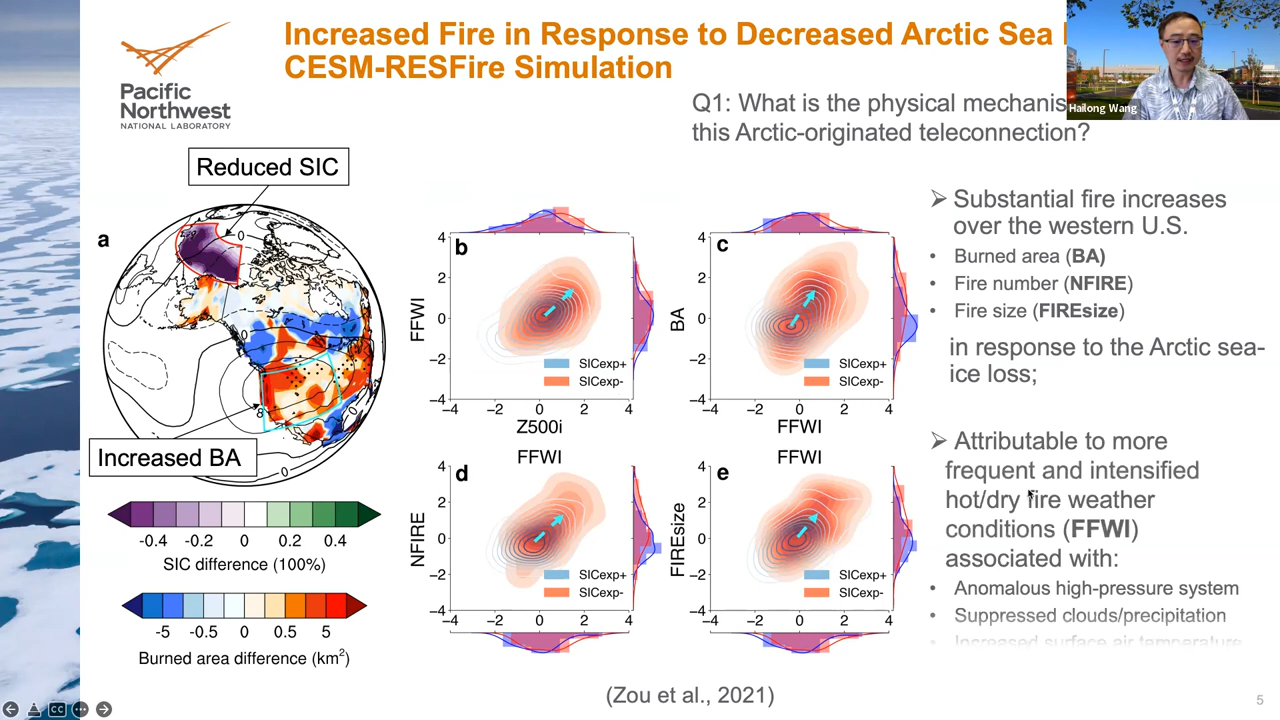 Increased Fire in Response to Decreased Arctic Sea
CESM-RESFire Simulation
Pacific
Northwest
NATIONAL LABORATORY
Hailong Wang
Q1: What is the physical
this Arctic-originated teleconnection?
Reduced SIC
a
0
0
8
0
0
Increased BA
-0.4 -0.2 0 0.2 0.4
SIC difference (100%)
-5 -0.5 0 0.5 5
Burned area difference (km2)
b
FFWI
4
2
0
−2
−4
−4 −2 0 2 4
SICexp+
SICexp-
Z500i
c
BA
4
2
0
−2
−4
−4 −2 0 2 4
SICexp+
SICexp-
FFWI
FFWI
d
NFIRE
4
2
0
−2
−4
SICexp+
SICexp-
−4 −2 0 2 4
FFWI
e
FIREsize
4
2
0
−2
−4
SICexp+
SICexp-
−4 −2 0 2 4
➢ Substantial fire increases
over the western U.S.
• Burned area (BA)
• Fire number (NFIRE)
• Fire size (FIREsize)
in response to the Arctic sea-
ice loss;
➢ Attributable to more
frequent and intensified
hot/dry fire weather
conditions (FFWI)
associated with:
• Anomalous high-pressure system
• Suppressed clouds/precipitation
• Increased surface air temperature
(Zou et al., 2021)
5
CC